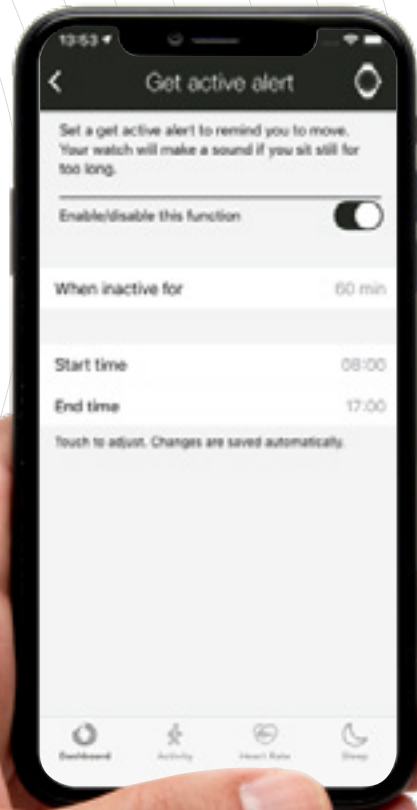 13:53
Get active alert
Set a get active alert to remind you to move.
Your watch will make a sound if you sit still for
too long.
Enable/disable this function
When inactive for 60 min
Start time 08:00
End time 17:00
Touch to adjust. Changes are saved automatically.
Dashboard Activity Heart Rate Sleep